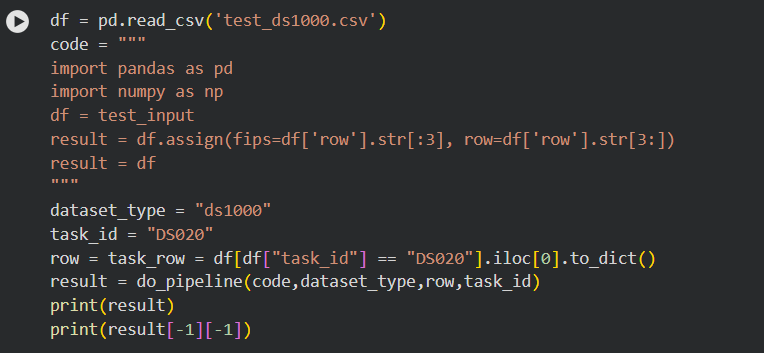 df = pd.read_csv('test_ds1000.csv')
code = """
import pandas as pd
import numpy as np
df = test_input
result = df.assign(fips=df['row'].str[:3], row=df['row'].str[3:])
result = df
"""
dataset_type = "ds1000"
task_id = "DS020"
row = task_row = df[df["task_id"] == "DS020"].iloc[0].to_dict()
result = do_pipeline(code,dataset_type,row,task_id)
print(result)
print(result[-1][-1])